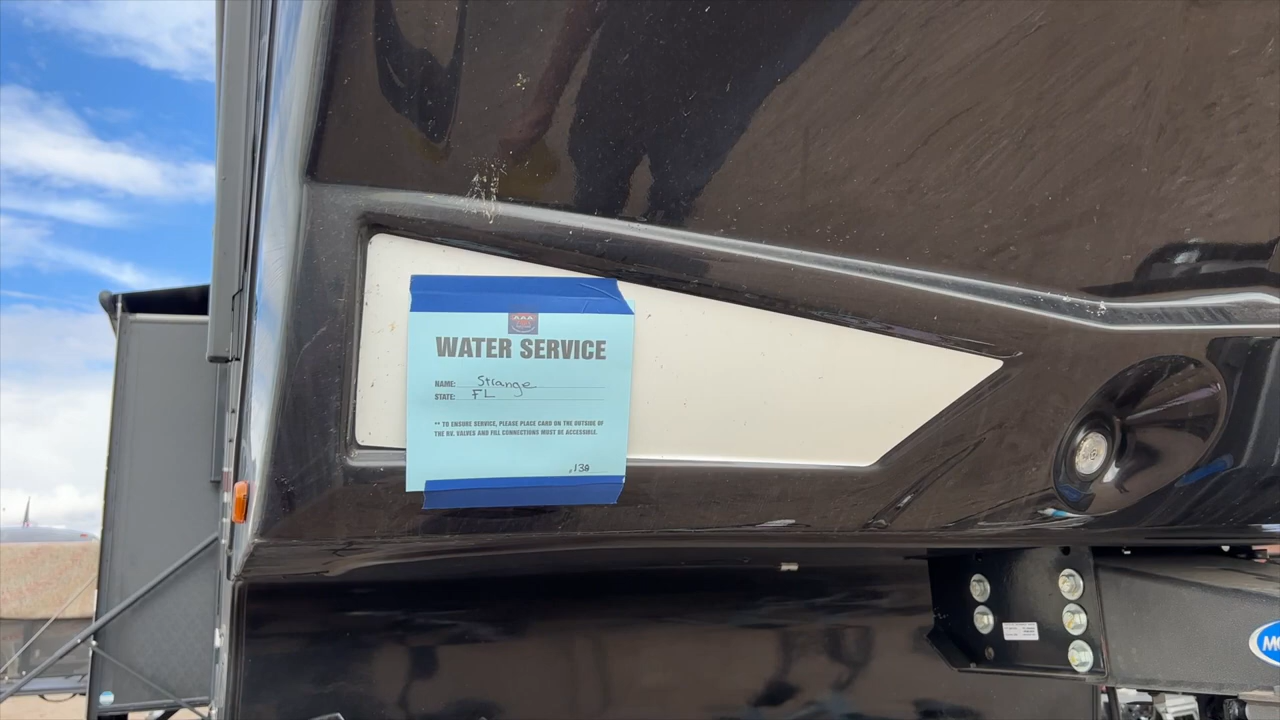 WATER SERVICE
NAME: Strange
STATE: FL
** TO ENSURE SERVICE, PLEASE PLACE CARD ON THE OUTSIDE OF
THE RV. VALVES AND FILL CONNECTIONS MUST BE ACCESSIBLE.
.130